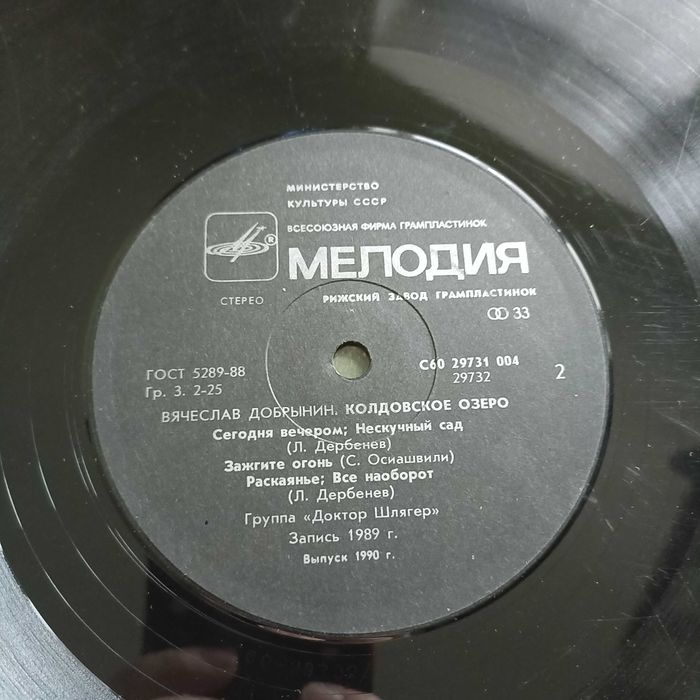 МИНИСТЕРСТВО
КУЛЬТУРЫ СССР
ВСЕСОЮЗНАЯ ФИРМА ГРАМПЛАСТИНОК
®
МЕЛОДИЯ
СТЕРЕО
РИЖСКИЙ ЗАВОД ГРАМПЛАСТИНОК
33
ГОСТ 5289-88
Гр. 3. 2-25
С60 29731 004
29732
2
ВЯЧЕСЛАВ ДОБРЫНИН. КОЛДОВСКОЕ ОЗЕРО
Сегодня вечером; Нескучный сад
(Л. Дербенев)
Зажгите огонь (С. Осиашвили)
Раскаянье; Все наоборот
(Л. Дербенев)
Группа «Доктор Шлягер»
Запись 1989 г.
Выпуск 1990 г.